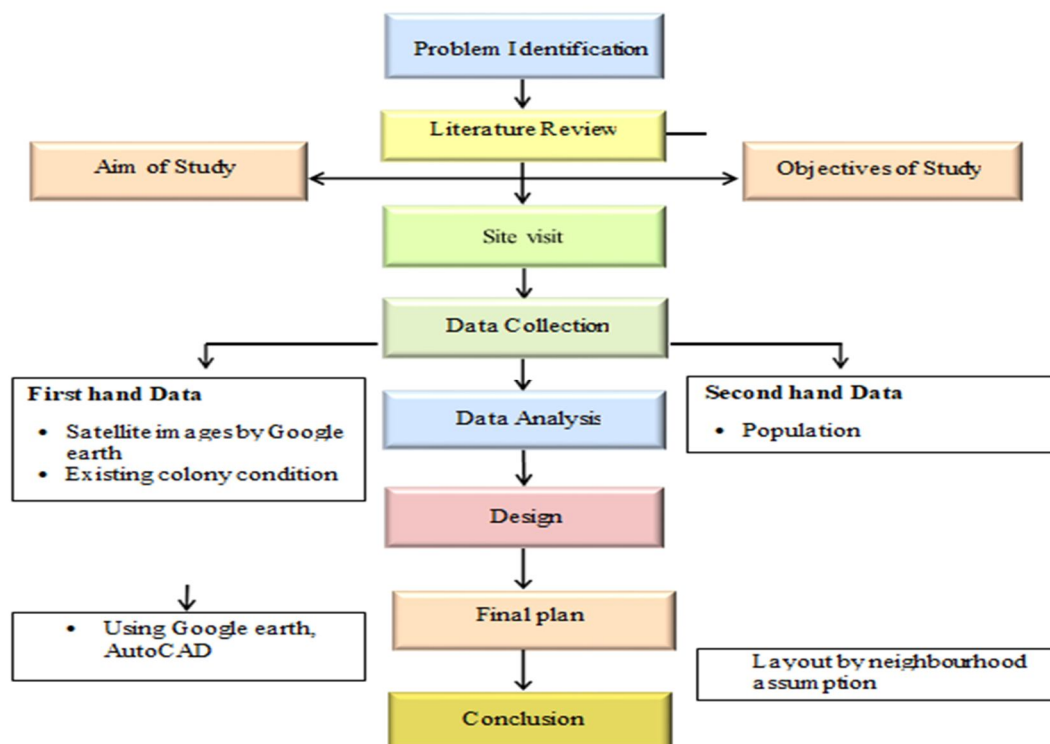 Problem Identification
Literature Review
Aim of Study
Objectives of Study
Site visit
Data Collection
First hand Data
• Satellite images by Google
earth
• Existing colony condition
Data Analysis
Second hand Data
• Population
Design
• Using Google earth,
AutoCAD
Final plan
Layout by neighbourhood
assumption
Conclusion